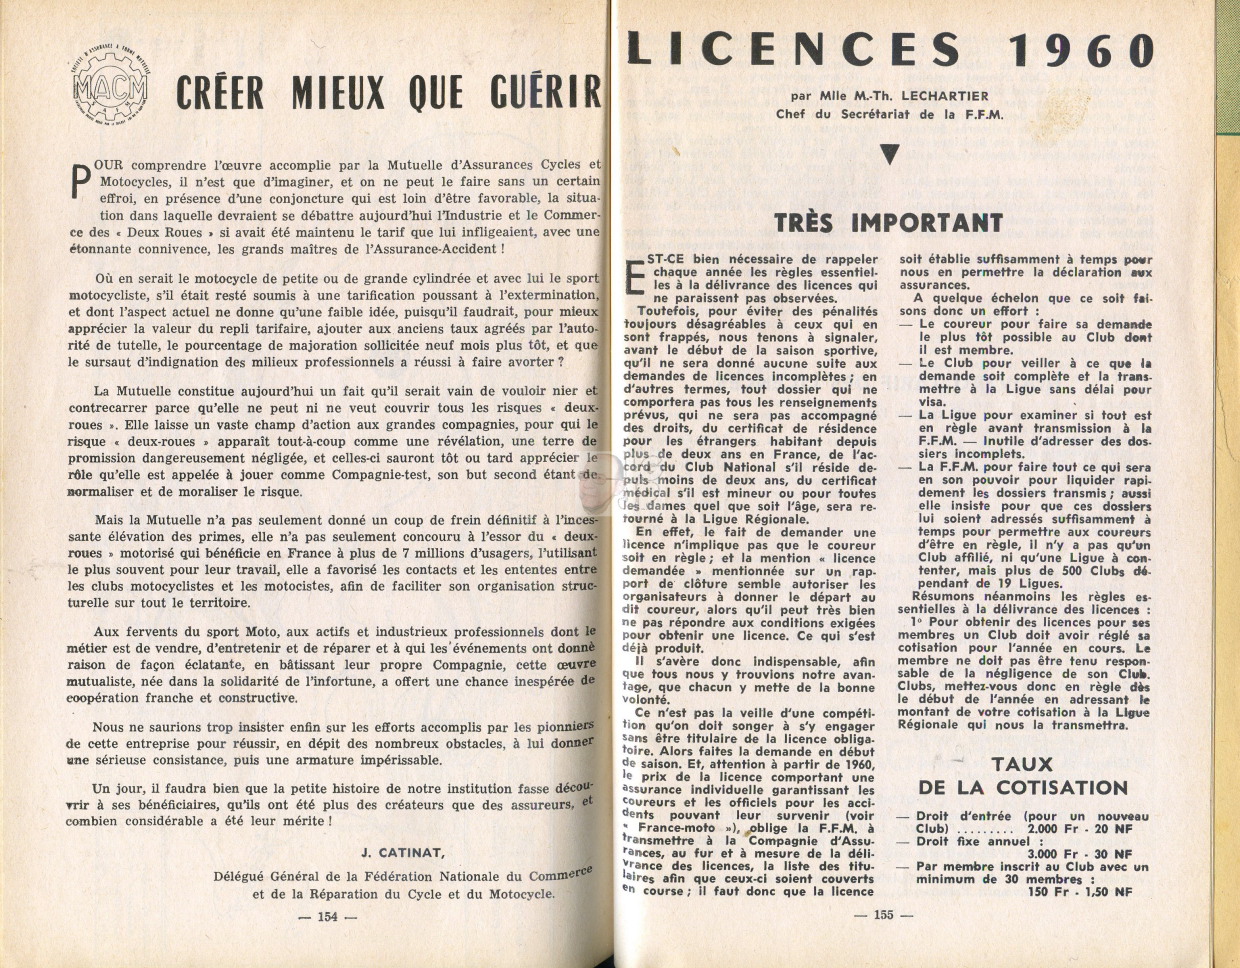 MACM
CRÉER MIEUX QUE GUÉRIR
POUR comprendre l'œuvre accomplie par la Mutuelle d'Assurances Cycles et
Motocycles, il n'est que d'imaginer, et on ne peut le faire sans un certain
effroi, en présence d'une conjoncture qui est loin d'être favorable, la situa-
tion dans laquelle devraient se débattre aujourd'hui l'Industrie et le Commer-
ce des « Deux Roues » si avait été maintenu le tarif que lui infligeaient, avec une
étonnante connivence, les grands maîtres de l'Assurance-Accident !
Où en serait le motocycle de petite ou de grande cylindrée et avec lui le sport
motocycliste, s'il était resté soumis à une tarification poussant à l'extermination,
et dont l'aspect actuel ne donne qu'une faible idée, puisqu'il faudrait, pour mieux
apprécier la valeur du repli tarifaire, ajouter aux anciens taux agréés par l'auto-
rité de tutelle, le pourcentage de majoration sollicitée neuf mois plus tôt, et que
le sursaut d'indignation des milieux professionnels a réussi à faire avorter ?
La Mutuelle constitue aujourd'hui un fait qu'il serait vain de vouloir nier et
contrecarrer parce qu'elle ne peut ni ne veut couvrir tous les risques « deux-
roues ». Elle laisse un vaste champ d'action aux grandes compagnies, pour qui le
risque « deux-roues » apparaît tout-à-coup comme une révélation, une terre de
promission dangereusement négligée, et celles-ci sauront tôt ou tard apprécier le
rôle qu'elle est appelée à jouer comme Compagnie-test, son but second étant de
normaliser et de moraliser le risque.
Mais la Mutuelle n'a pas seulement donné un coup de frein définitif à l'inces-
sante élévation des primes, elle n'a pas seulement concouru à l'essor du « deux-
roues » motorisé qui bénéficie en France à plus de 7 millions d'usagers, l'utilisant
le plus souvent pour leur travail, elle a favorisé les contacts et les ententes entre
les clubs motocyclistes et les motocistes, afin de faciliter son organisation struc-
turelle sur tout le territoire.
Aux fervents du sport Moto, aux actifs et industrieux professionnels dont le
métier est de vendre, d'entretenir et de réparer et à qui les événements ont donné
raison de façon éclatante, en bâtissant leur propre Compagnie, cette œuvre
mutualiste, née dans la solidarité de l'infortune, a offert une chance inespérée de
coopération franche et constructive.
Nous ne saurions trop insister enfin sur les efforts accomplis par les pionniers
de cette entreprise pour réussir, en dépit des nombreux obstacles, à lui donner
une sérieuse consistance, puis une armature impérissable.
Un jour, il faudra bien que la petite histoire de notre institution fasse décou-
vrir à ses bénéficiaires, qu'ils ont été plus des créateurs que des assureurs, et
combien considérable a été leur mérite !
J. CATINAT,
Délégué Général de la Fédération Nationale du Commerce
et de la Réparation du Cycle et du Motocycle.
— 154 —
LICENCES 1960
par Mlle M.-Th. LECHARTIER
Chef du Secrétariat de la F.F.M.
TRÈS IMPORTANT
EST-CE bien nécessaire de rappeler
chaque année les règles essentiel-
les à la délivrance des licences qui
ne paraissent pas observées.
Toutefois, pour éviter des pénalités
toujours désagréables à ceux qui en
sont frappés, nous tenons à signaler,
avant le début de la saison sportive,
qu'il ne sera donné aucune suite aux
demandes de licences incomplètes ; en
d'autres termes, tout dossier qui ne
comportera pas tous les renseignements
prévus, qui ne sera pas accompagné
des droits, du certificat de résidence
pour les étrangers habitant depuis
plus de deux ans en France, de l'ac-
cord du Club National s'il réside de-
puis moins de deux ans, du certificat
médical s'il est mineur ou pour toutes
les dames quel que soit l'âge, sera re-
tourné à la Ligue Régionale.
En effet, le fait de demander une
licence n'implique pas que le coureur
soit en règle ; et la mention « licence
demandée » mentionnée sur un rap-
port de clôture semble autoriser les
organisateurs à donner le départ au
dit coureur, alors qu'il peut très bien
ne pas répondre aux conditions exigées
pour obtenir une licence. Ce qui s'est
déjà produit.
Il s'avère donc indispensable, afin
que tous nous y trouvions notre avan-
tage, que chacun y mette de la bonne
volonté.
Ce n'est pas la veille d'une compéti-
tion qu'on doit songer à s'y engager
sans être titulaire de la licence obliga-
toire. Alors faites la demande en début
de saison. Et, attention à partir de 1960,
le prix de la licence comportant une
assurance individuelle garantissant les
coureurs et les officiels pour les acci-
dents pouvant leur survenir (voir
« France-moto »), oblige la F.F.M. à
transmettre à la Compagnie d'Assu-
rances, au fur et à mesure de la déli-
vrance des licences, la liste des titu-
laires afin que ceux-ci soient couverts
en course ; il faut donc que la licence
soit établie suffisamment à temps pour
nous en permettre la déclaration aux
assurances.
A quelque échelon que ce soit fai-
sons donc un effort :
— Le coureur pour faire sa demande
le plus tôt possible au Club dont
il est membre.
— Le Club pour veiller à ce que la
demande soit complète et la trans-
mettre à la Ligue sans délai pour
visa.
— La Ligue pour examiner si tout est
en règle avant transmission à la
F.F.M. — Inutile d'adresser des dos-
siers incomplets.
— La F.F.M. pour faire tout ce qui sera
en son pouvoir pour liquider rapi-
dement les dossiers transmis ; aussi
elle insiste pour que ces dossiers
lui soient adressés suffisamment à
temps pour permettre aux coureurs
d'être en règle, il n'y a pas qu'un
Club affilié, ni qu'une Ligue à con-
tenter, mais plus de 500 Clubs dé-
pendant de 19 Ligues.
Résumons néanmoins les règles es-
sentielles à la délivrance des licences :
1° Pour obtenir des licences pour ses
membres un Club doit avoir réglé sa
cotisation pour l'année en cours. Le
membre ne doit pas être tenu respon-
sable de la négligence de son Club.
Clubs, mettez-vous donc en règle dès
le début de l'année en adressant le
montant de votre cotisation à la Ligue
Régionale qui nous la transmettra.
TAUX
DE LA COTISATION
— Droit d'entrée (pour un nouveau
Club) ......... 2.000 Fr - 20 NF
— Droit fixe annuel :
3.000 Fr - 30 NF
— Par membre inscrit au Club avec un
minimum de 30 membres :
150 Fr - 1,50 NF
— 155 —